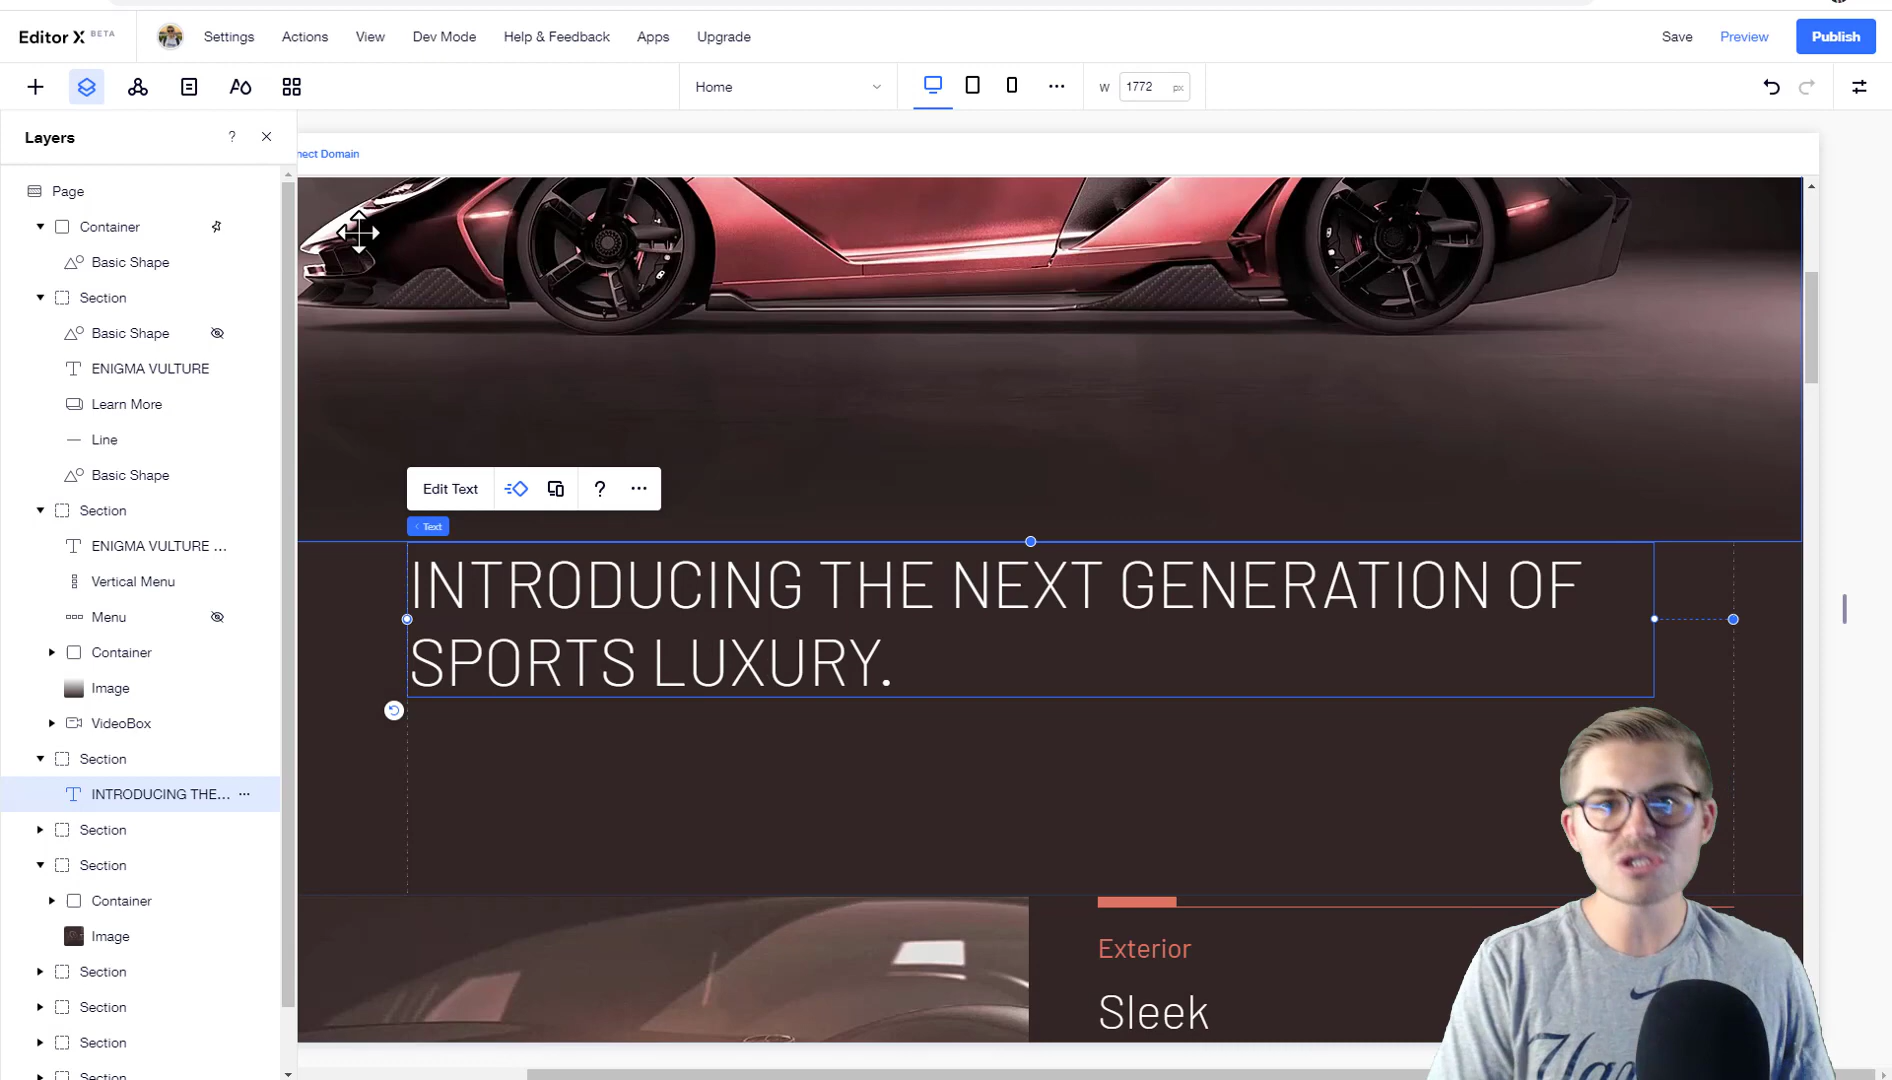 Editor X BETA
Settings
Actions
View
Dev Mode
Help & Feedback
Apps
Upgrade
Save
Preview
Publish
Home
W
1772
px
Layers
?
nect Domain
Page
Container
Basic Shape
Section
Basic Shape
ENIGMA VULTURE
Learn More
Line
Basic Shape
Section
ENIGMA VULTURE ...
Vertical Menu
Menu
Container
Image
VideoBox
Section
INTRODUCING THE...
Section
Section
Container
Image
Section
Section
Section
Section
Edit Text
?
< Text
INTRODUCING THE NEXT GENERATION OF
SPORTS LUXURY.
Exterior
Sleek